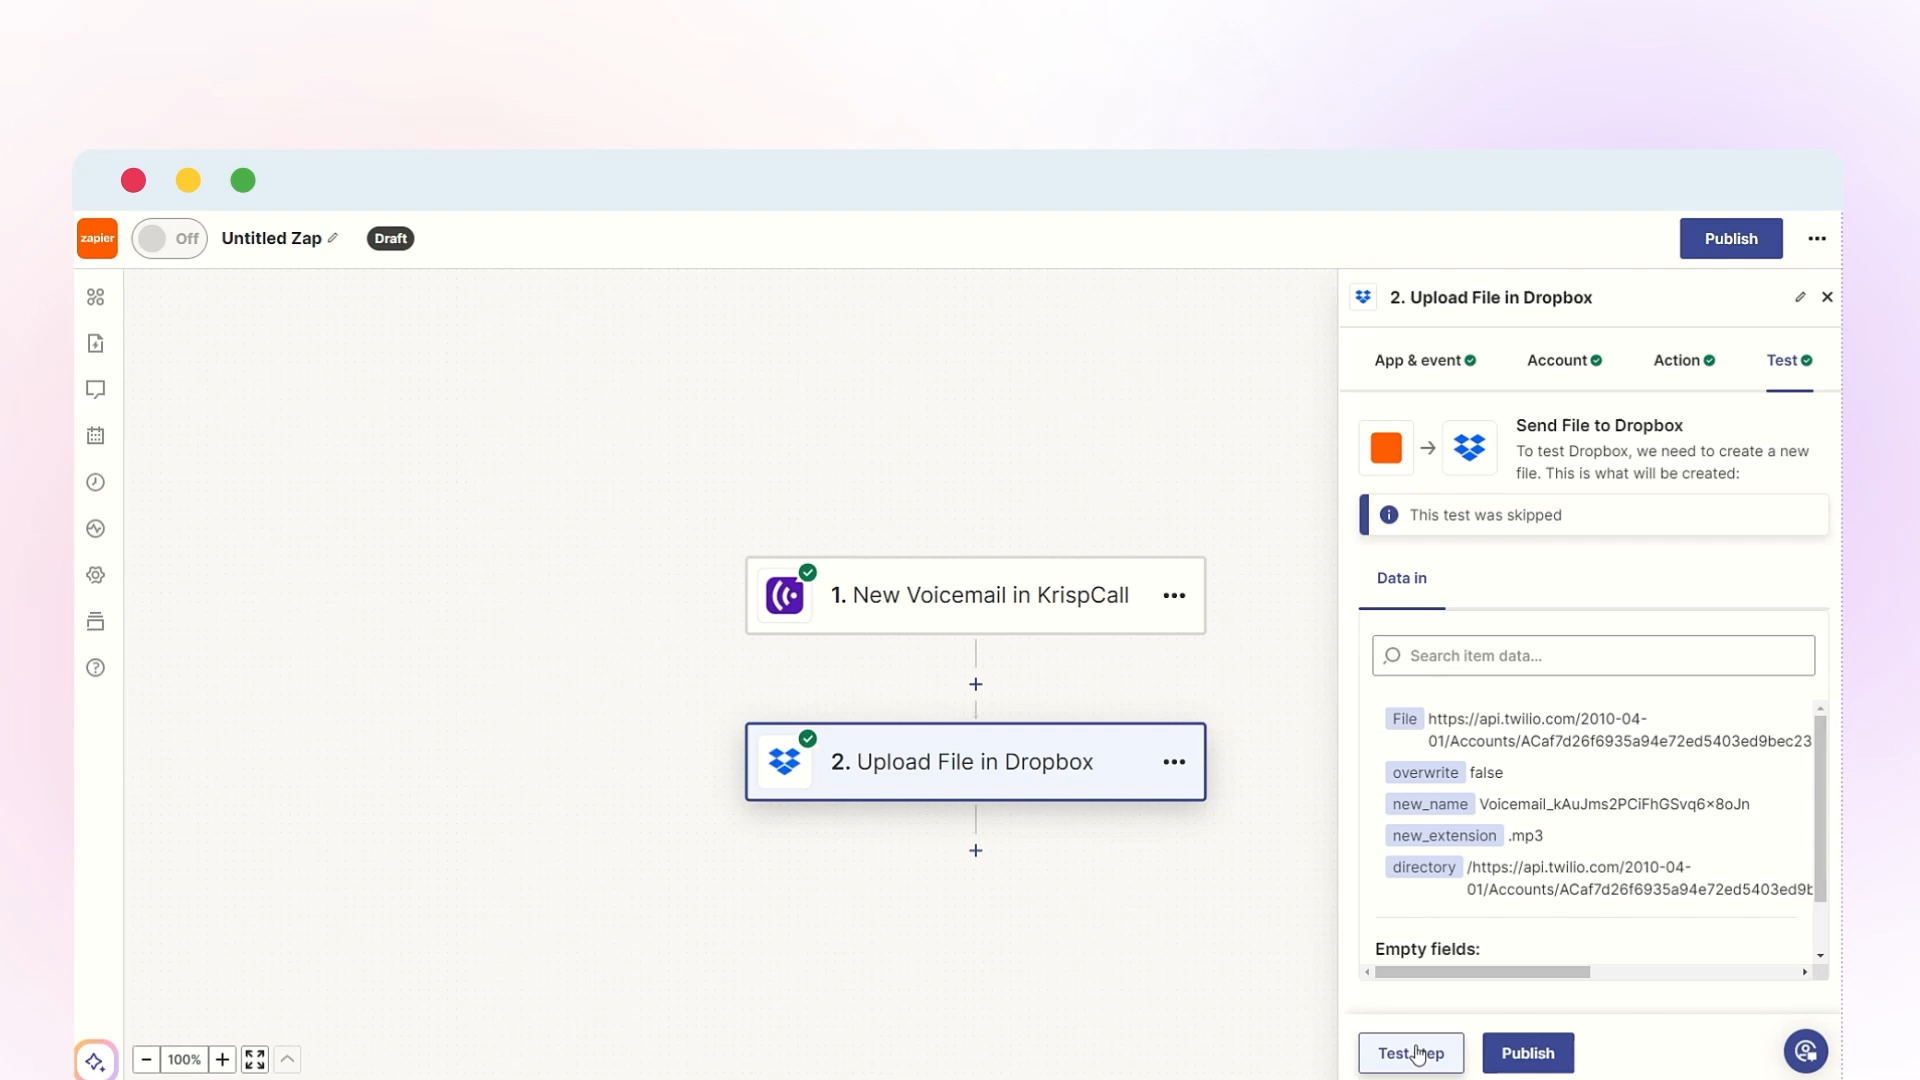 zapier
Off
Untitled Zap
Draft
Publish
2. Upload File in Dropbox
App & event
Account
Action
Test
Send File to Dropbox
To test Dropbox, we need to create a new
file. This is what will be created:
This test was skipped
Data in
Search item data...
File https://api.twilio.com/2010-04-
01/Accounts/ACaf7d26f6935a94e72ed5403ed9bec23
overwrite false
new_name Voicemail_kAuJms2PCiFhGSvq6×8oJn
new_extension .mp3
directory /https://api.twilio.com/2010-04-
01/Accounts/ACaf7d26f6935a94e72ed5403ed9b
Empty fields:
1. New Voicemail in KrispCall
2. Upload File in Dropbox
100%
Test
Publish